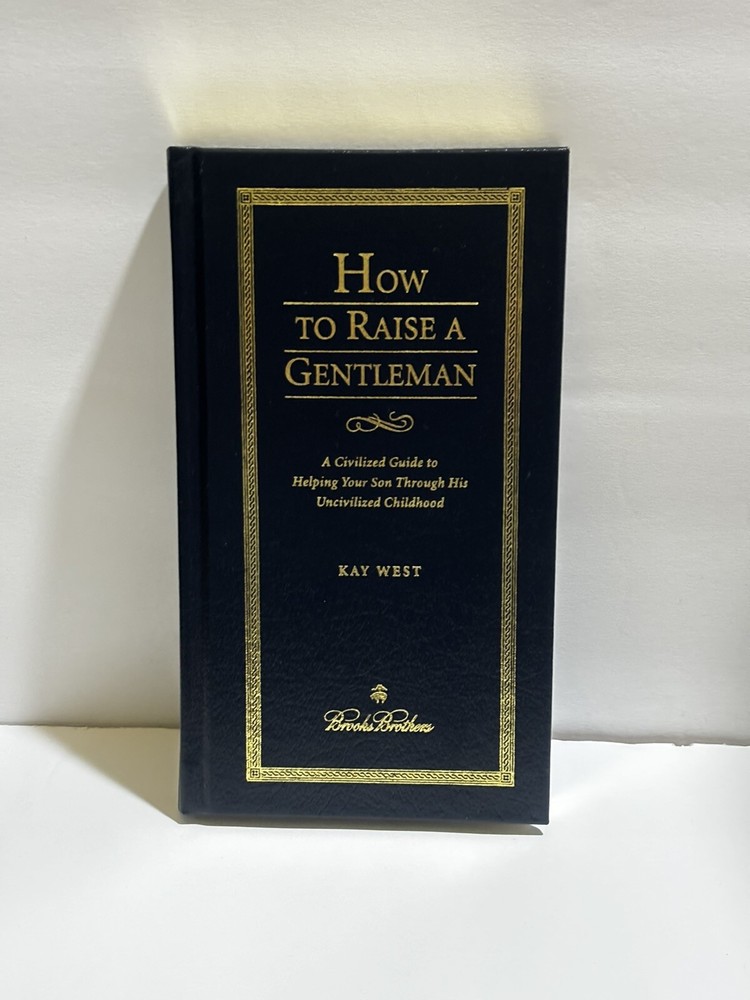 How
to Raise a
Gentleman
A Civilized Guide to
Helping Your Son Through His
Uncivilized Childhood
KAY WEST
Brooks Brothers